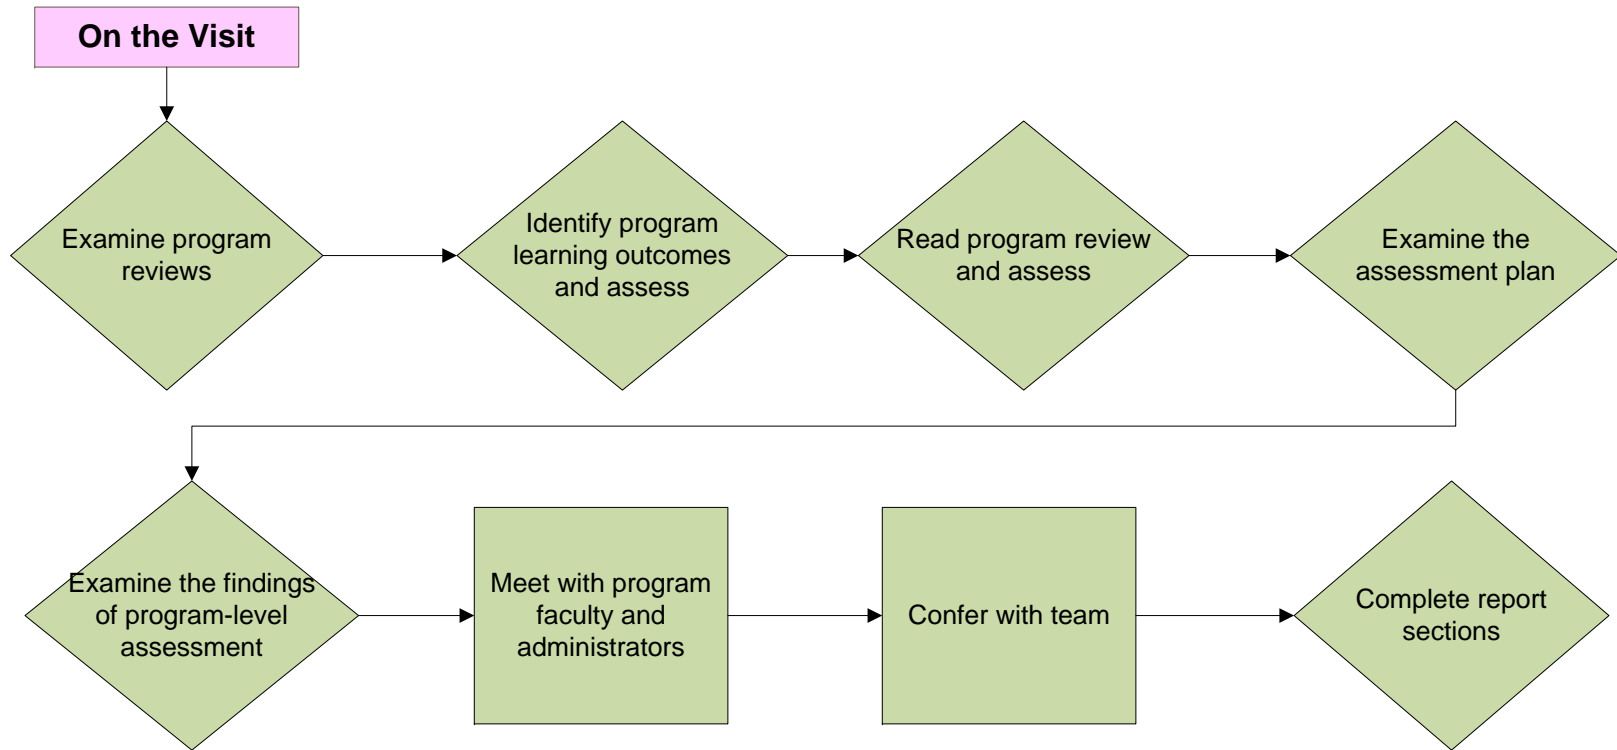 On the Visit
Examine program
reviews
Identify program
learning outcomes
and assess
Read program review
and assess
Examine the
assessment plan
Examine the findings
of program-level
assessment
Meet with program
faculty and
administrators
Confer with team
Complete report
sections